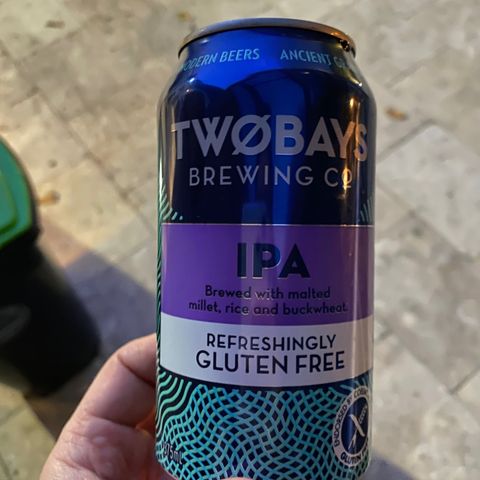 MODERN BEERS ANCIENT
TWØBAYS
BREWING CO
IPA
Brewed with malted
millet, rice and buckwheat.
REFRESHINGLY
GLUTEN FREE